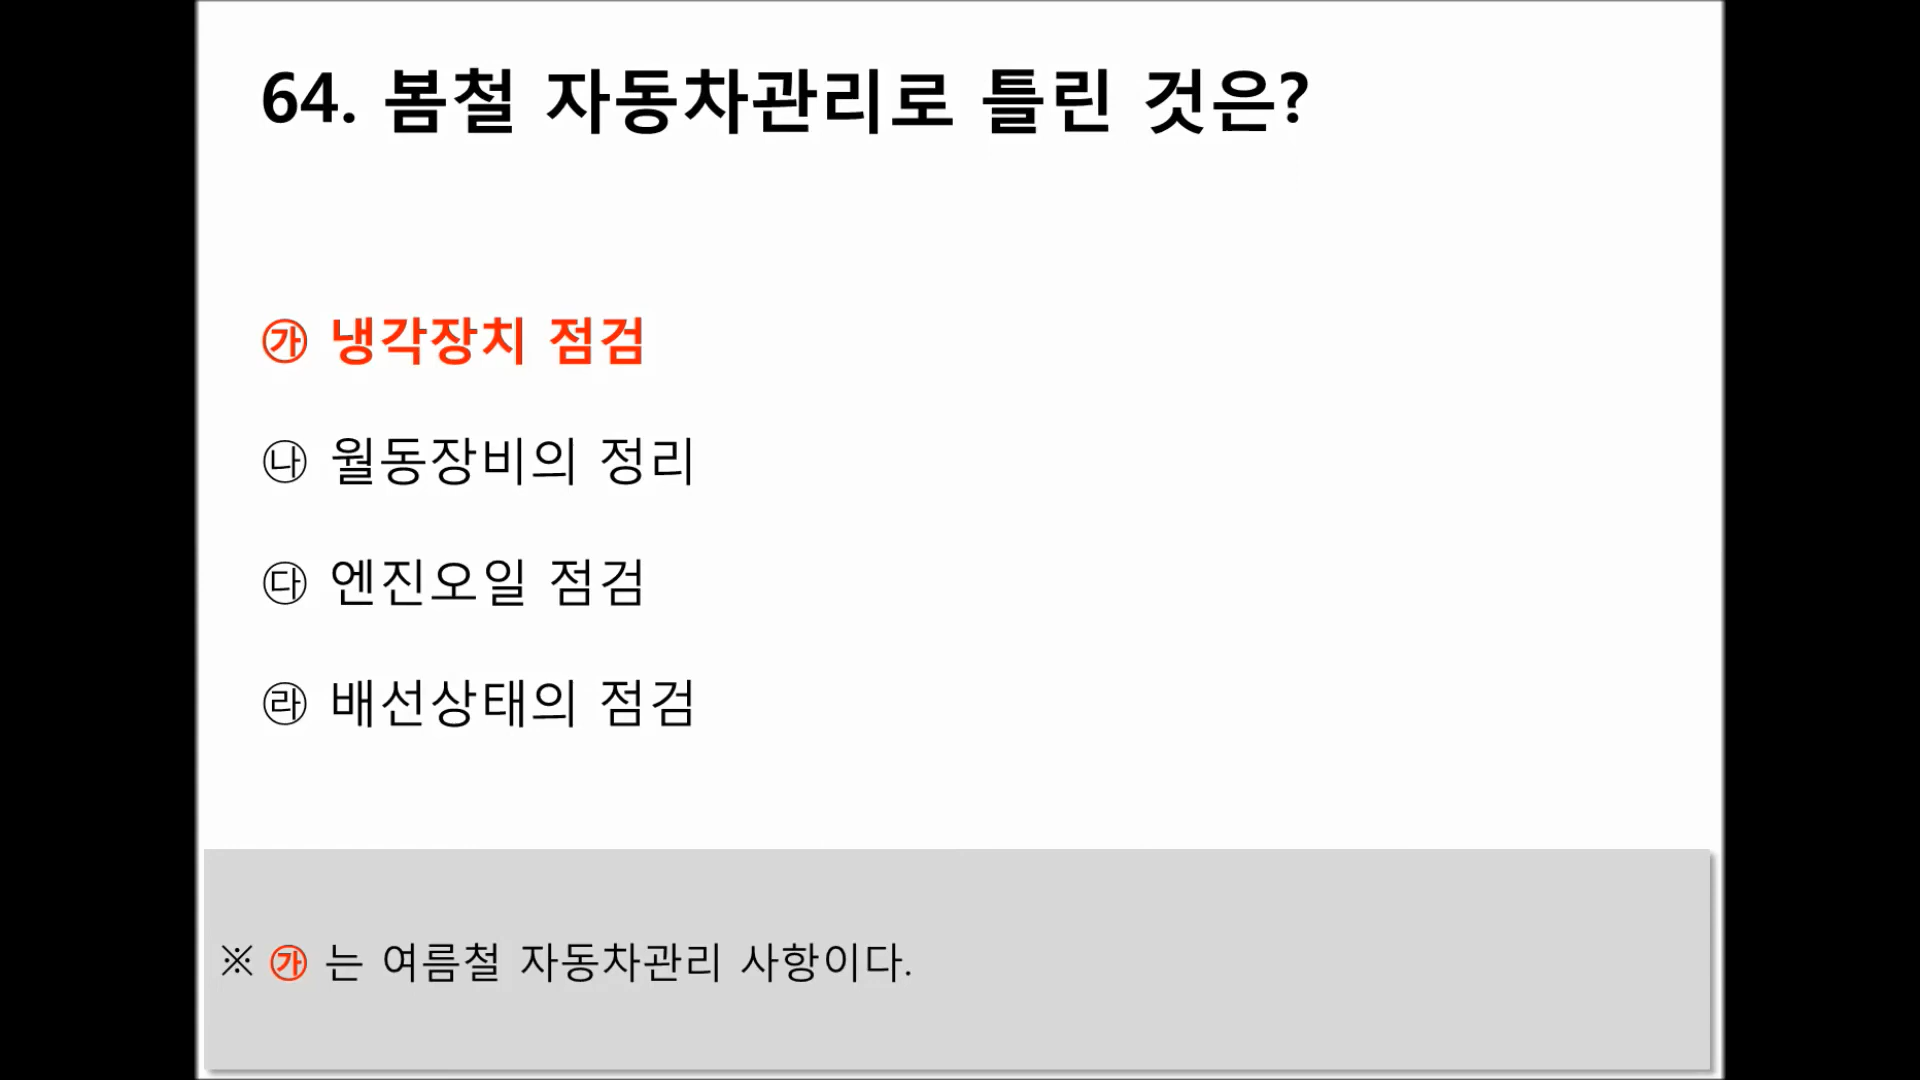 64. 봄철 자동차관리로 틀린 것은?
㉮ 냉각장치 점검
㉯ 월동장비의 정리
㉰ 엔진오일 점검
㉱ 배선상태의 점검
※ ㉮ 는 여름철 자동차관리 사항이다.